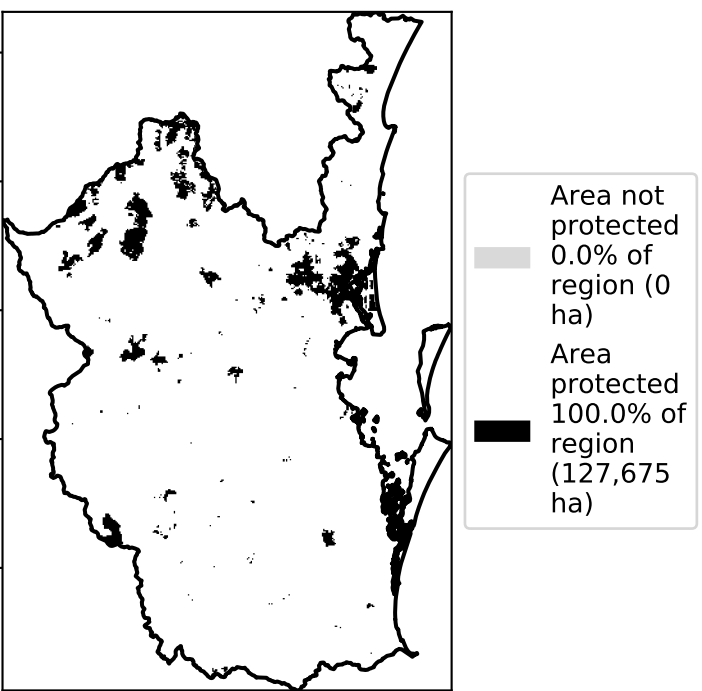 Area not
protected
0.0% of
region (0
ha)
Area
protected
100.0% of
region
(127,675
ha)